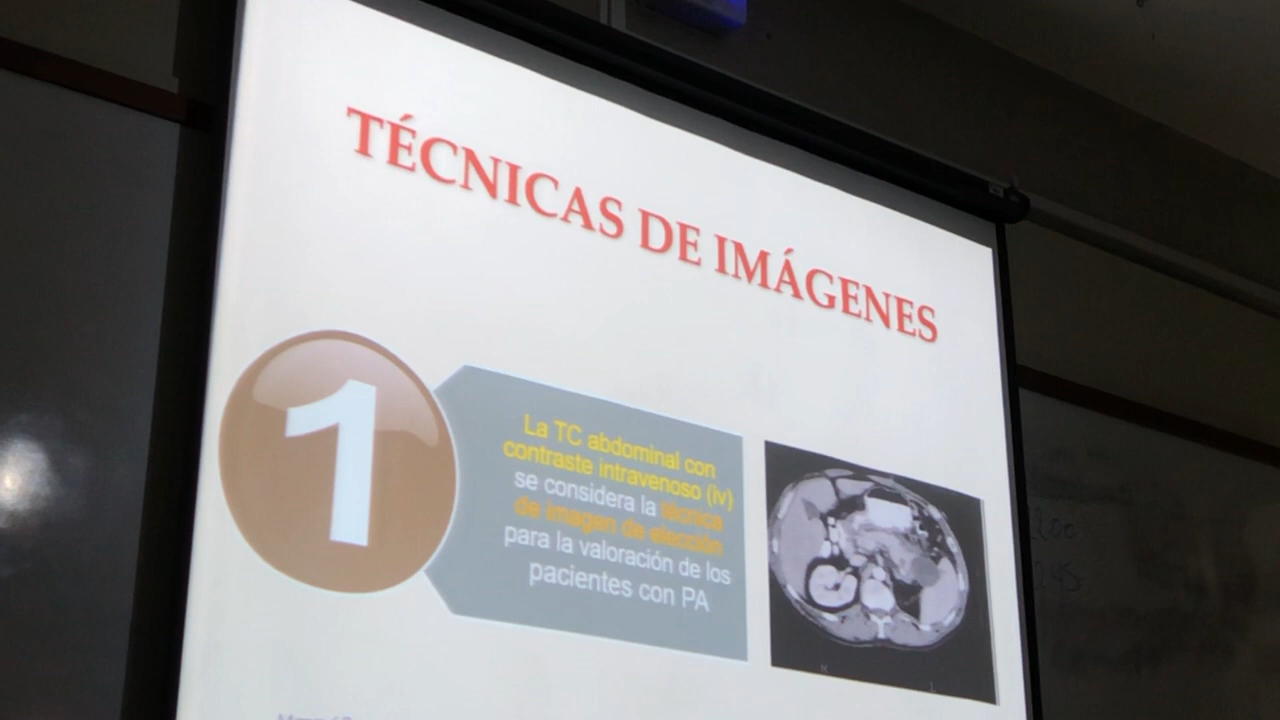 TÉCNICAS DE IMÁGENES
1
La TC abdominal con
contraste intravenoso (iv)
se considera la técnica
de imagen de elección
para la valoración de los
pacientes con PA